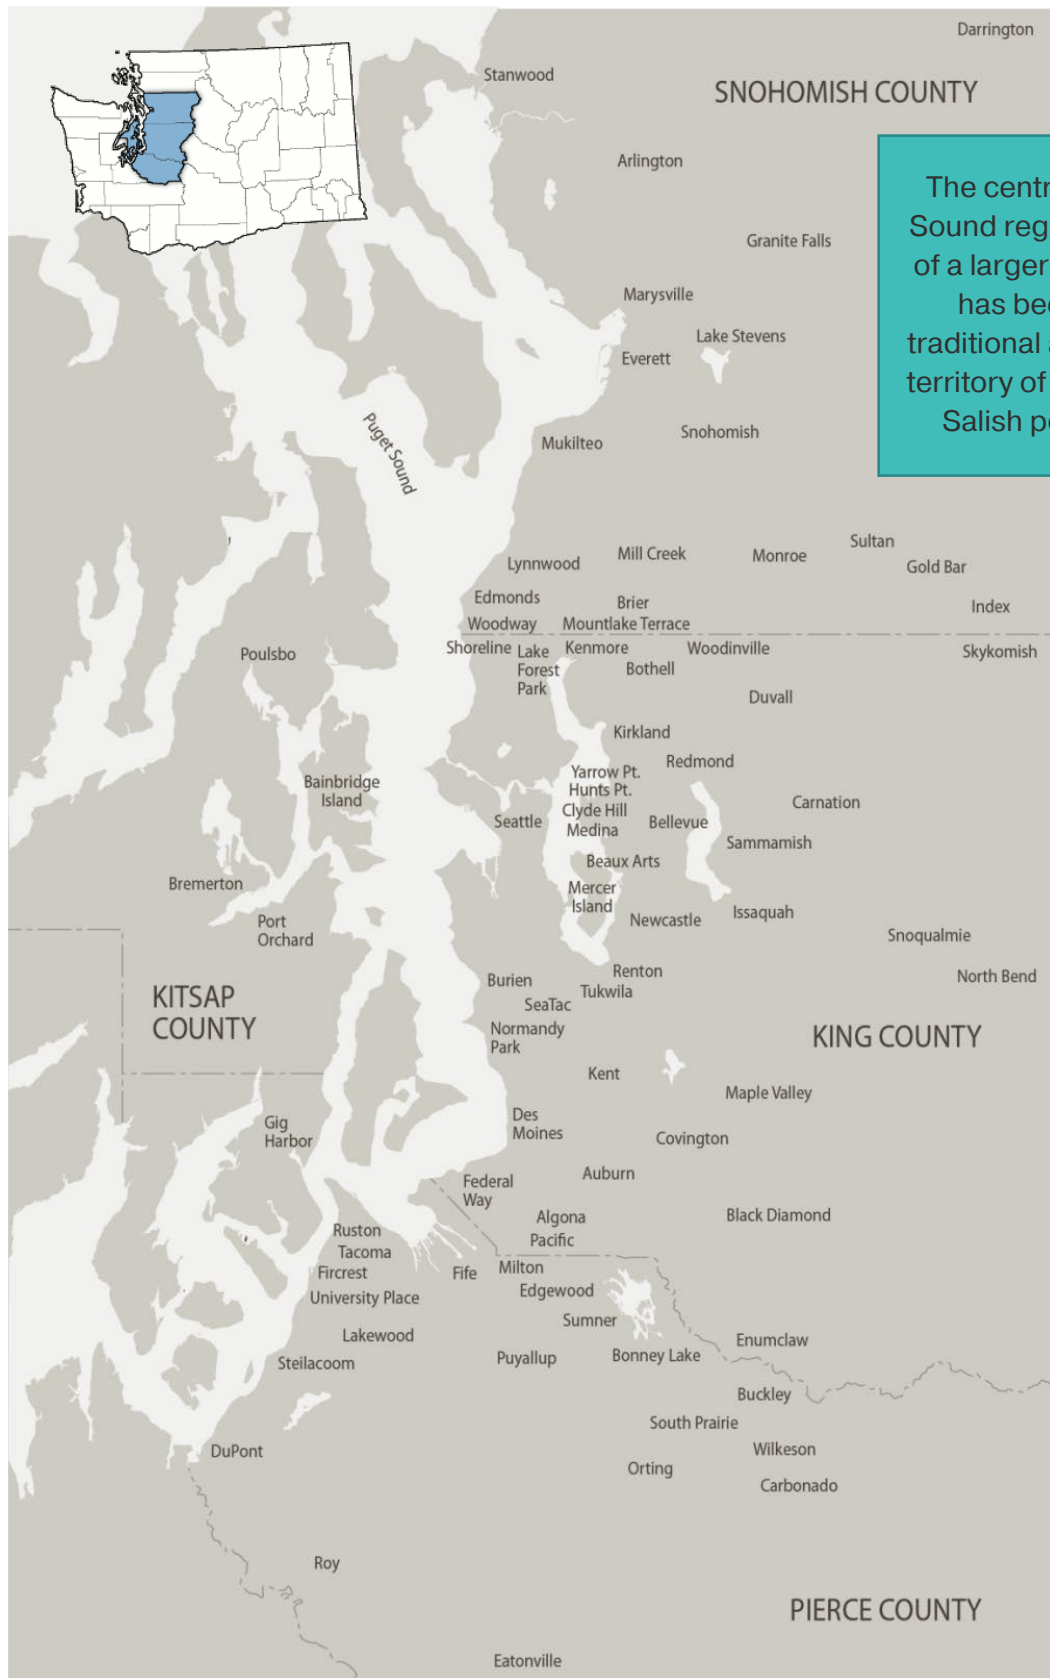 Darrington
Stanwood
SNOHOMISH COUNTY
Arlington
The centr
Sound reg
of a larger
has bee
traditional
territory of
Salish pe
Granite Falls
Marysville
Lake Stevens
Everett
Puget Sound
Mukilteo
Snohomish
Sultan
Lynnwood
Mill Creek
Monroe
Gold Bar
Edmonds
Brier
Index
Woodway
Mountlake Terrace
Shoreline
Lake
Forest
Park
Kenmore
Woodinville
Skykomish
Poulsbo
Bothell
Duvall
Kirkland
Redmond
Yarrow Pt.
Hunts Pt.
Clyde Hill
Medina
Bainbridge
Island
Carnation
Seattle
Bellevue
Sammamish
Beaux Arts
Bremerton
Mercer
Island
Newcastle
Issaquah
Port
Orchard
Snoqualmie
Renton
North Bend
Burien
Tukwila
KITSAP
COUNTY
SeaTac
Normandy
Park
KING COUNTY
Kent
Maple Valley
Gig
Harbor
Des
Moines
Covington
Auburn
Federal
Way
Algona
Black Diamond
Ruston
Pacific
Tacoma
Fircrest
Fife
Milton
University Place
Edgewood
Sumner
Lakewood
Enumclaw
Steilacoom
Puyallup
Bonney Lake
Buckley
South Prairie
DuPont
Wilkeson
Orting
Carbonado
Roy
PIERCE COUNTY
Eatonville